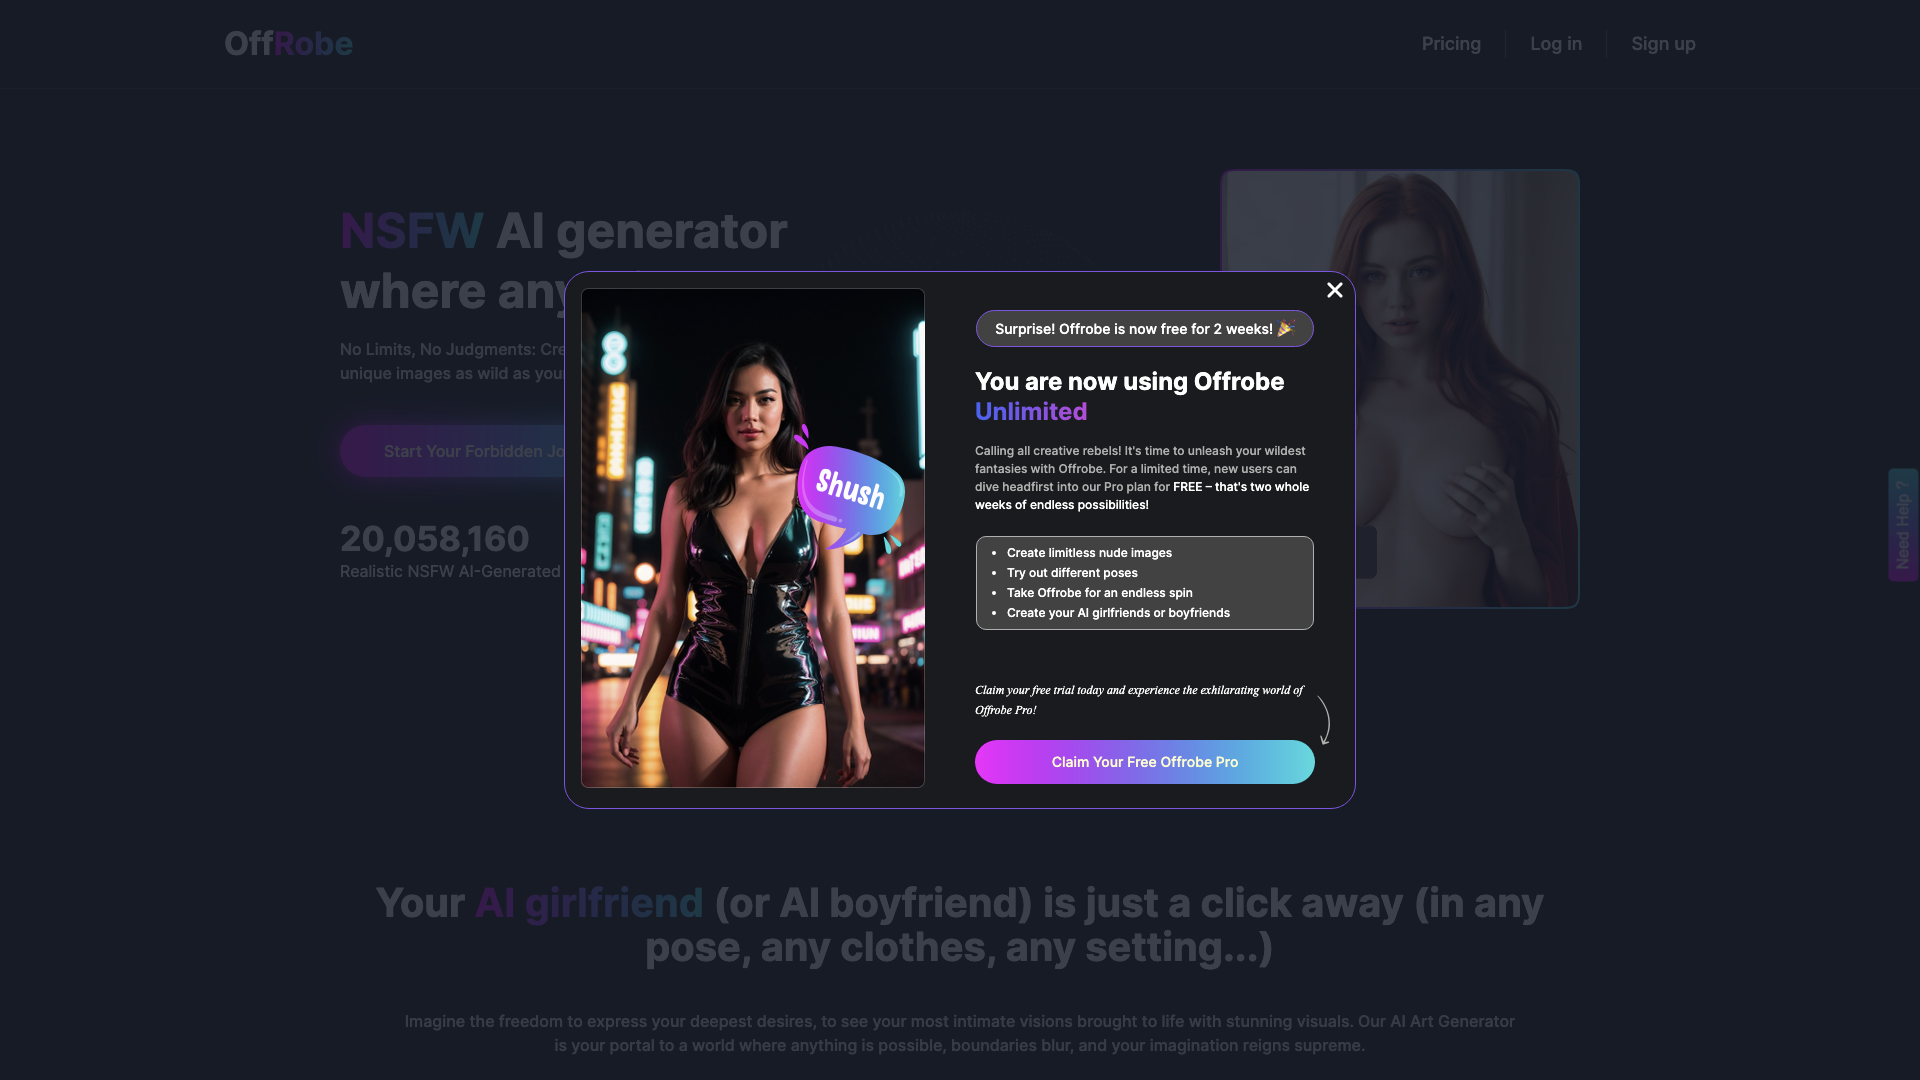 OffRobe
Pricing
Log in
Sign up
NSFW AI generator
where any
No Limits, No Judgments: Cre
unique images as wild as you
Start Your Forbidden Jo
20,058,160
Realistic NSFW AI-Generated
Shush
Surprise! Offrobe is now free for 2 weeks! 🎉
You are now using Offrobe
Unlimited
Calling all creative rebels! It's time to unleash your wildest
fantasies with Offrobe. For a limited time, new users can
dive headfirst into our Pro plan for FREE – that's two whole
weeks of endless possibilities!
• Create limitless nude images
• Try out different poses
• Take Offrobe for an endless spin
• Create your AI girlfriends or boyfriends
Claim your free trial today and experience the exhilarating world of
Offrobe Pro!
Claim Your Free Offrobe Pro
Need Help ?
Your AI girlfriend (or AI boyfriend) is just a click away (in any
pose, any clothes, any setting...)
Imagine the freedom to express your deepest desires, to see your most intimate visions brought to life with stunning visuals. Our AI Art Generator
is your portal to a world where anything is possible, boundaries blur, and your imagination reigns supreme.